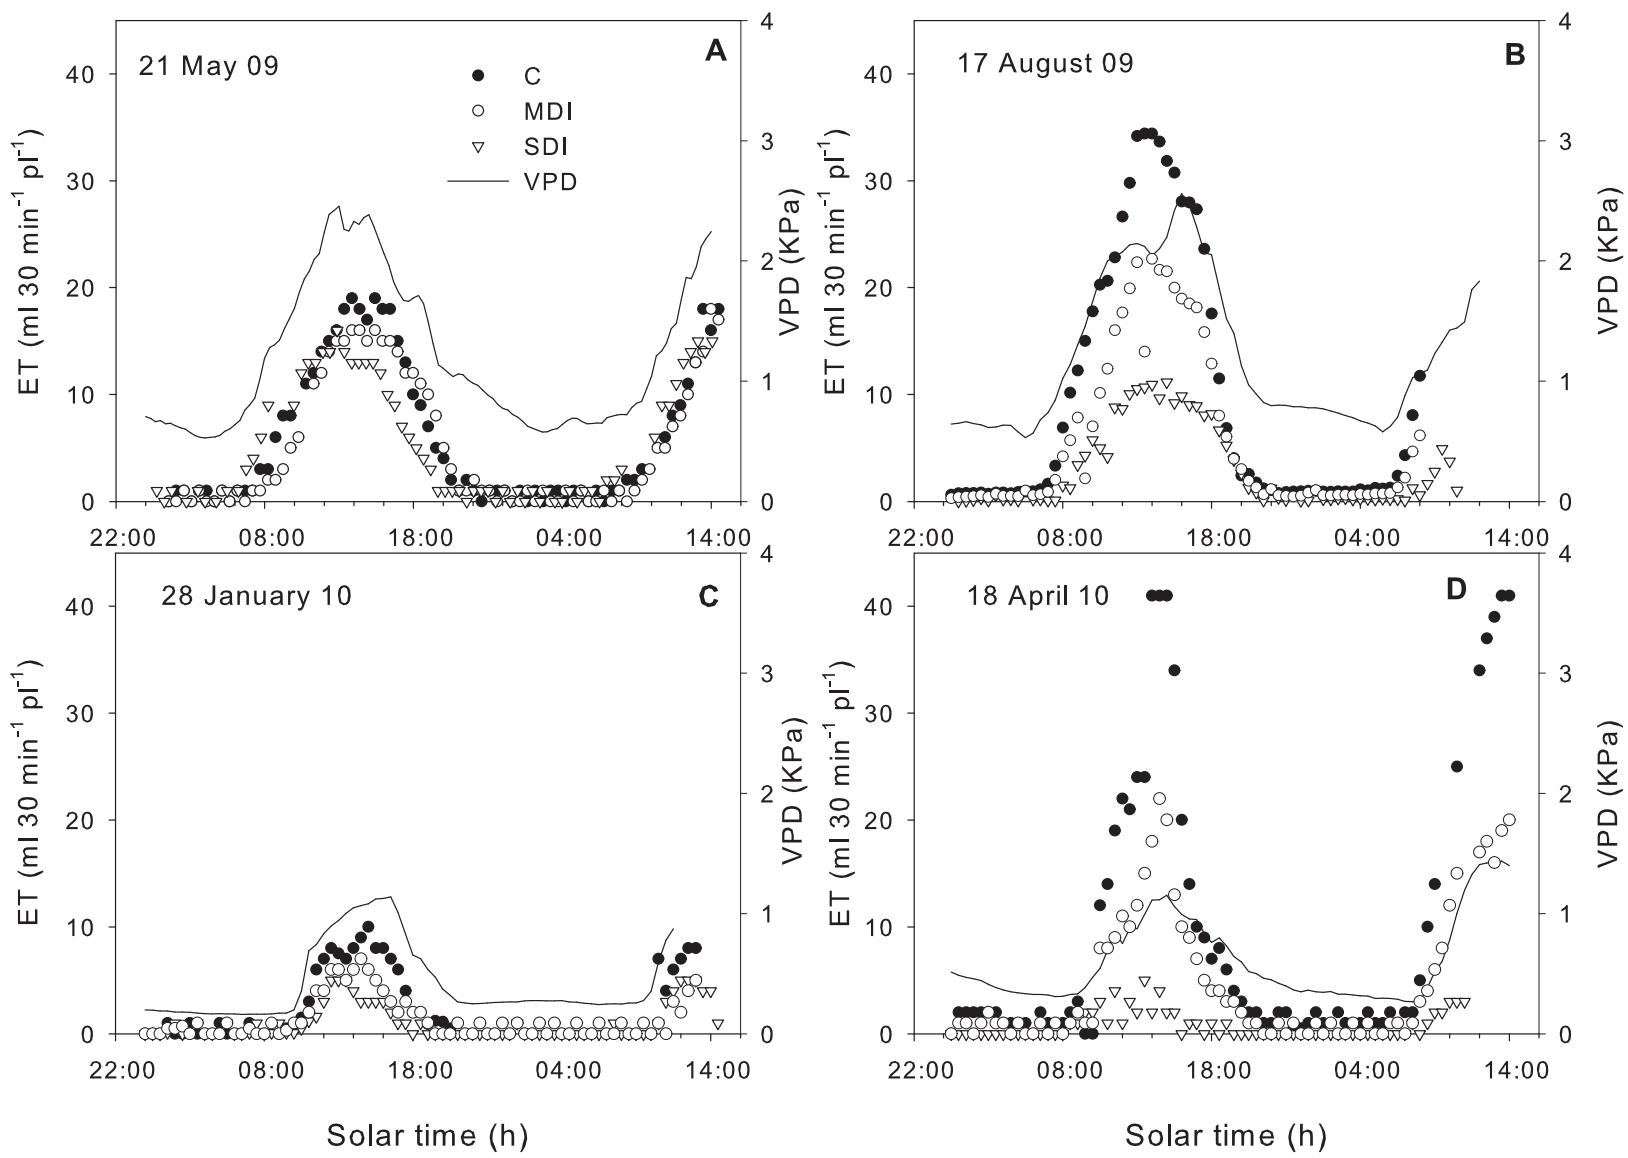 21 May 09
A
C
MDI
SDI
VPD
40
30
20
10
0
ET (ml 30 min⁻¹ pl⁻¹)
4
3
2
1
0
VPD (KPa)
22:00 08:00 18:00 04:00 14:00
17 August 09
B
40
30
20
10
0
ET (ml 30 min⁻¹ pl⁻¹)
4
3
2
1
0
VPD (KPa)
22:00 08:00 18:00 04:00 14:00
28 January 10
C
40
30
20
10
0
ET (ml 30 min⁻¹ pl⁻¹)
4
3
2
1
0
VPD (KPa)
22:00 08:00 18:00 04:00 14:00
Solar time (h)
18 April 10
D
40
30
20
10
0
ET (ml 30 min⁻¹ pl⁻¹)
4
3
2
1
0
VPD (KPa)
22:00 08:00 18:00 04:00 14:00
Solar time (h)